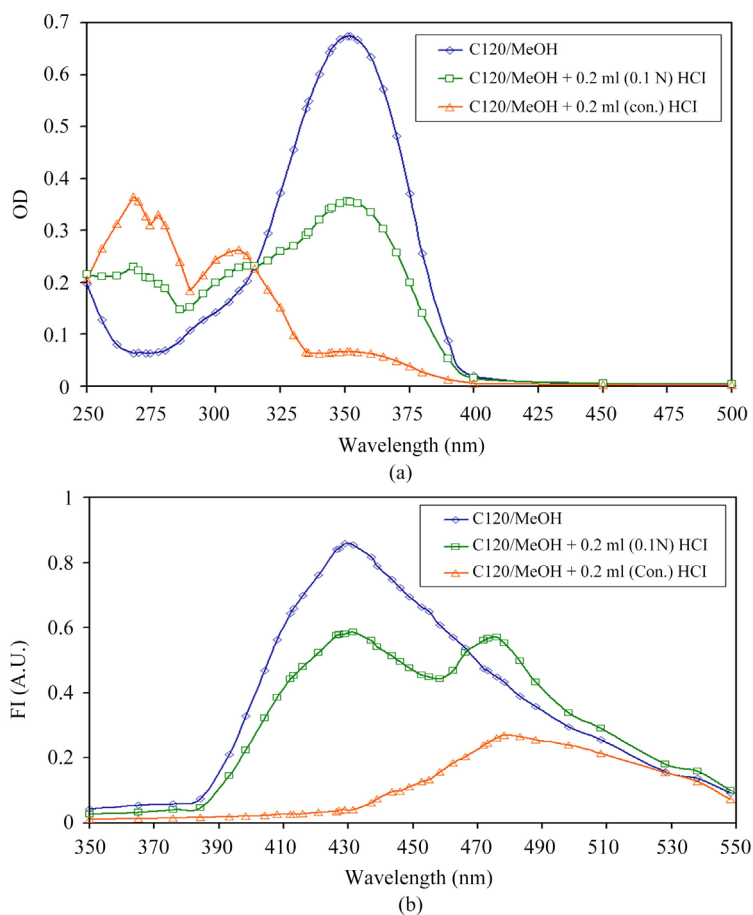 0.7
0.6
0.5
0.4
0.3
0.2
0.1
0
OD
C120/MeOH
C120/MeOH + 0.2 ml (0.1 N) HCI
C120/MeOH + 0.2 ml (con.) HCI
250 275 300 325 350 375 400 425 450 475 500
Wavelength (nm)
(a)
1
0.8
0.6
0.4
0.2
0
FI (A.U.)
C120/MeOH
C120/MeOH + 0.2 ml (0.1N) HCI
C120/MeOH + 0.2 ml (Con.) HCI
350 370 390 410 430 450 470 490 510 530 550
Wavelength (nm)
(b)